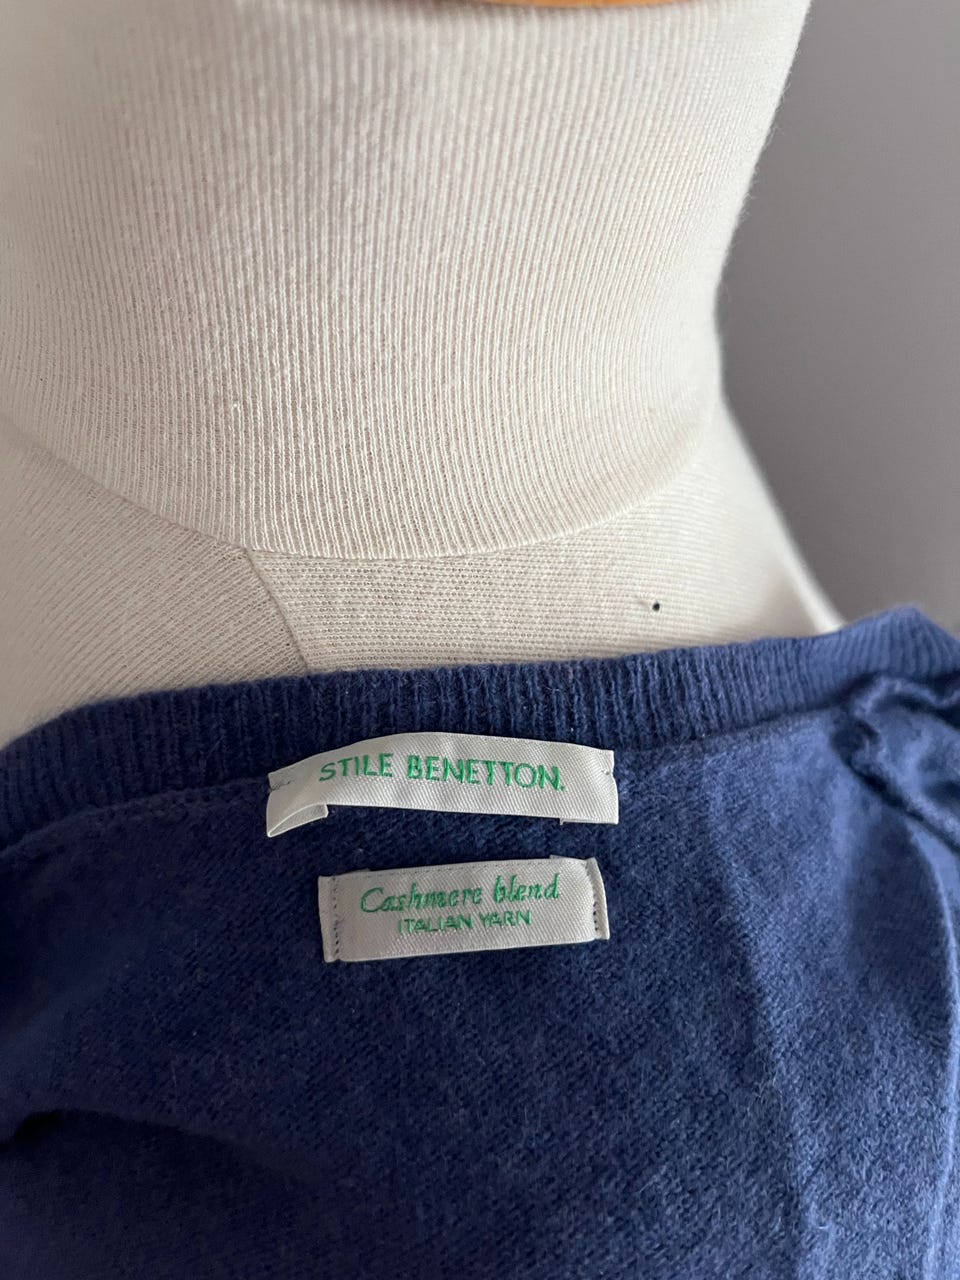 STILE BENETTON.
Cashmere blend
ITALIAN YARN